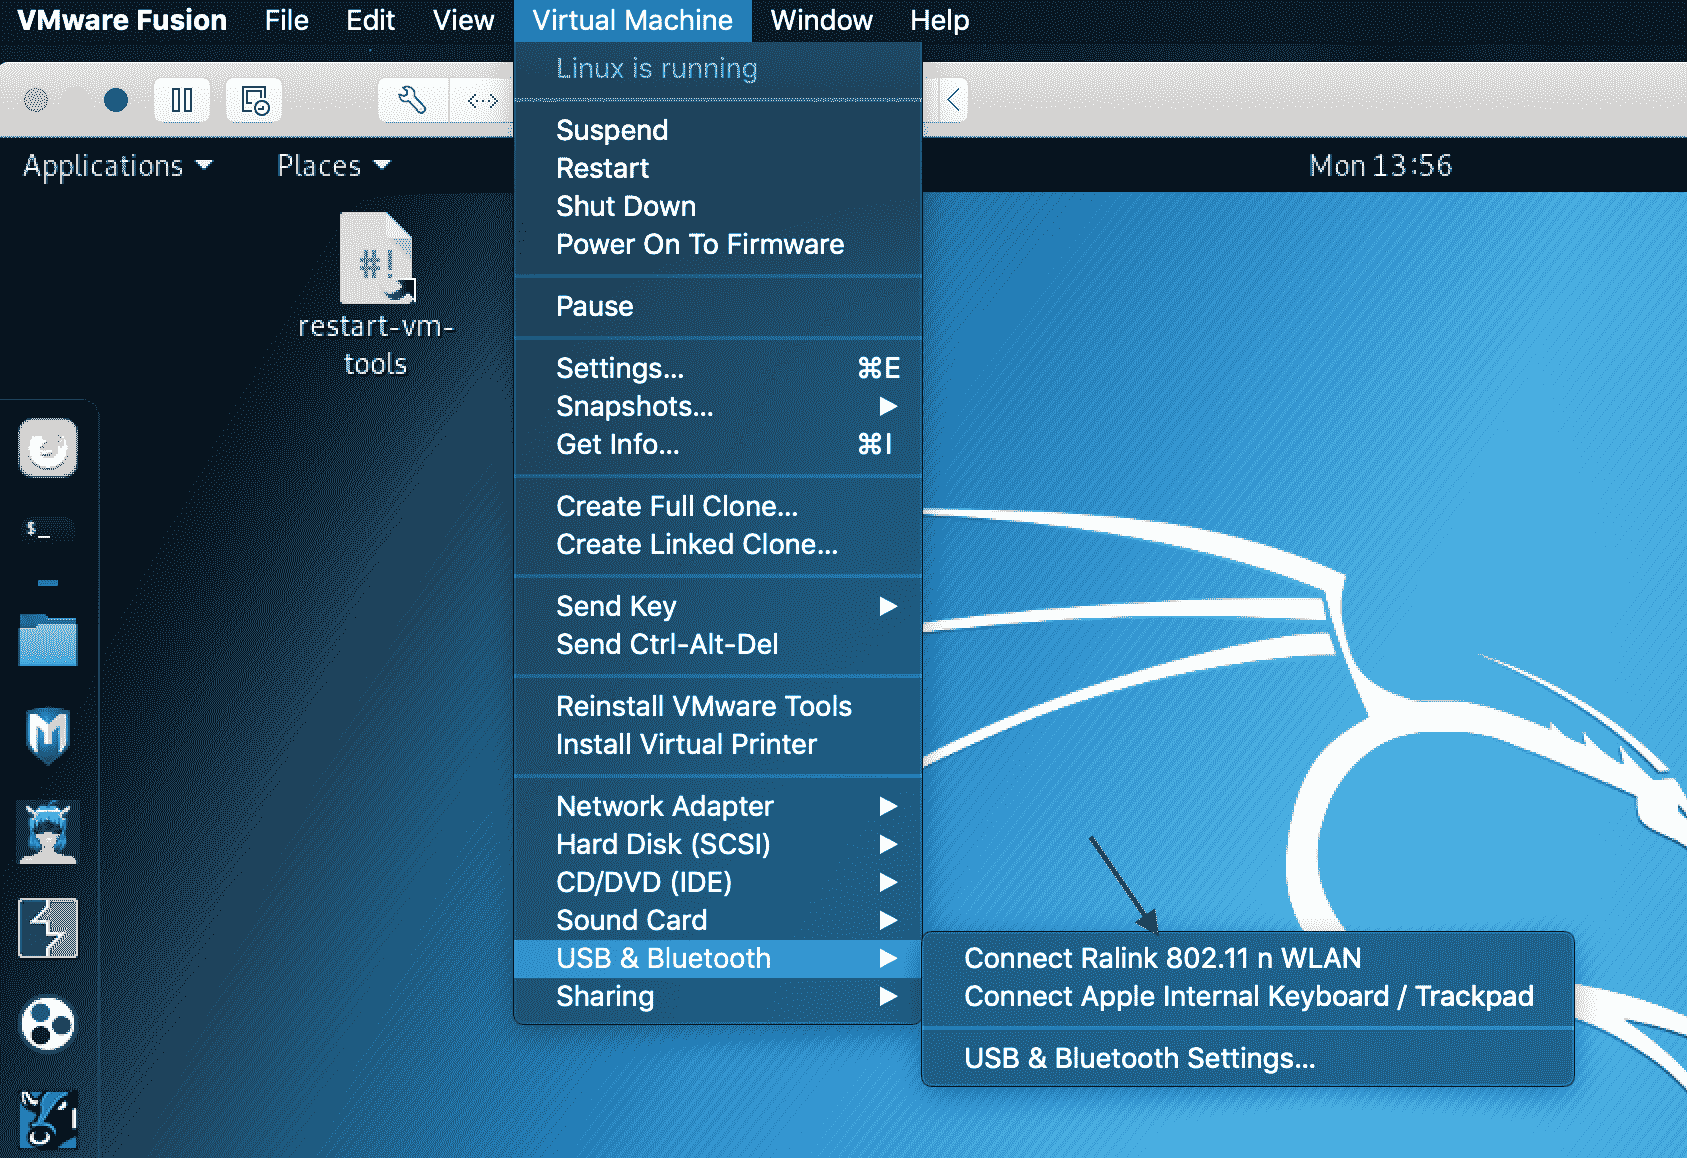 VMware Fusion File Edit View Virtual Machine Window Help
Linux is running
Applications Places Mon 13:56
Suspend
Restart
Shut Down
Power On To Firmware
Pause
#!
restart-vm-
tools
Settings... ⌘E
Snapshots...
Get Info... ⌘I
Create Full Clone...
Create Linked Clone...
$_
Send Key
Send Ctrl-Alt-Del
Reinstall VMware Tools
Install Virtual Printer
M
Network Adapter
Hard Disk (SCSI)
CD/DVD (IDE)
Sound Card
USB & Bluetooth
Sharing
Connect Ralink 802.11 n WLAN
Connect Apple Internal Keyboard / Trackpad
USB & Bluetooth Settings...